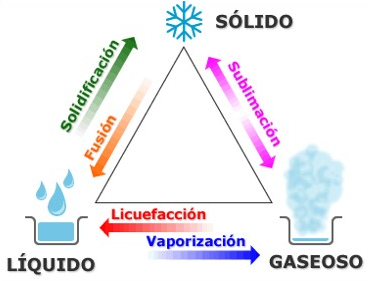 SÓLIDO
Solidificación
Fusión
Sublimación
Licuefacción
Vaporización
LÍQUIDO
GASEOSO